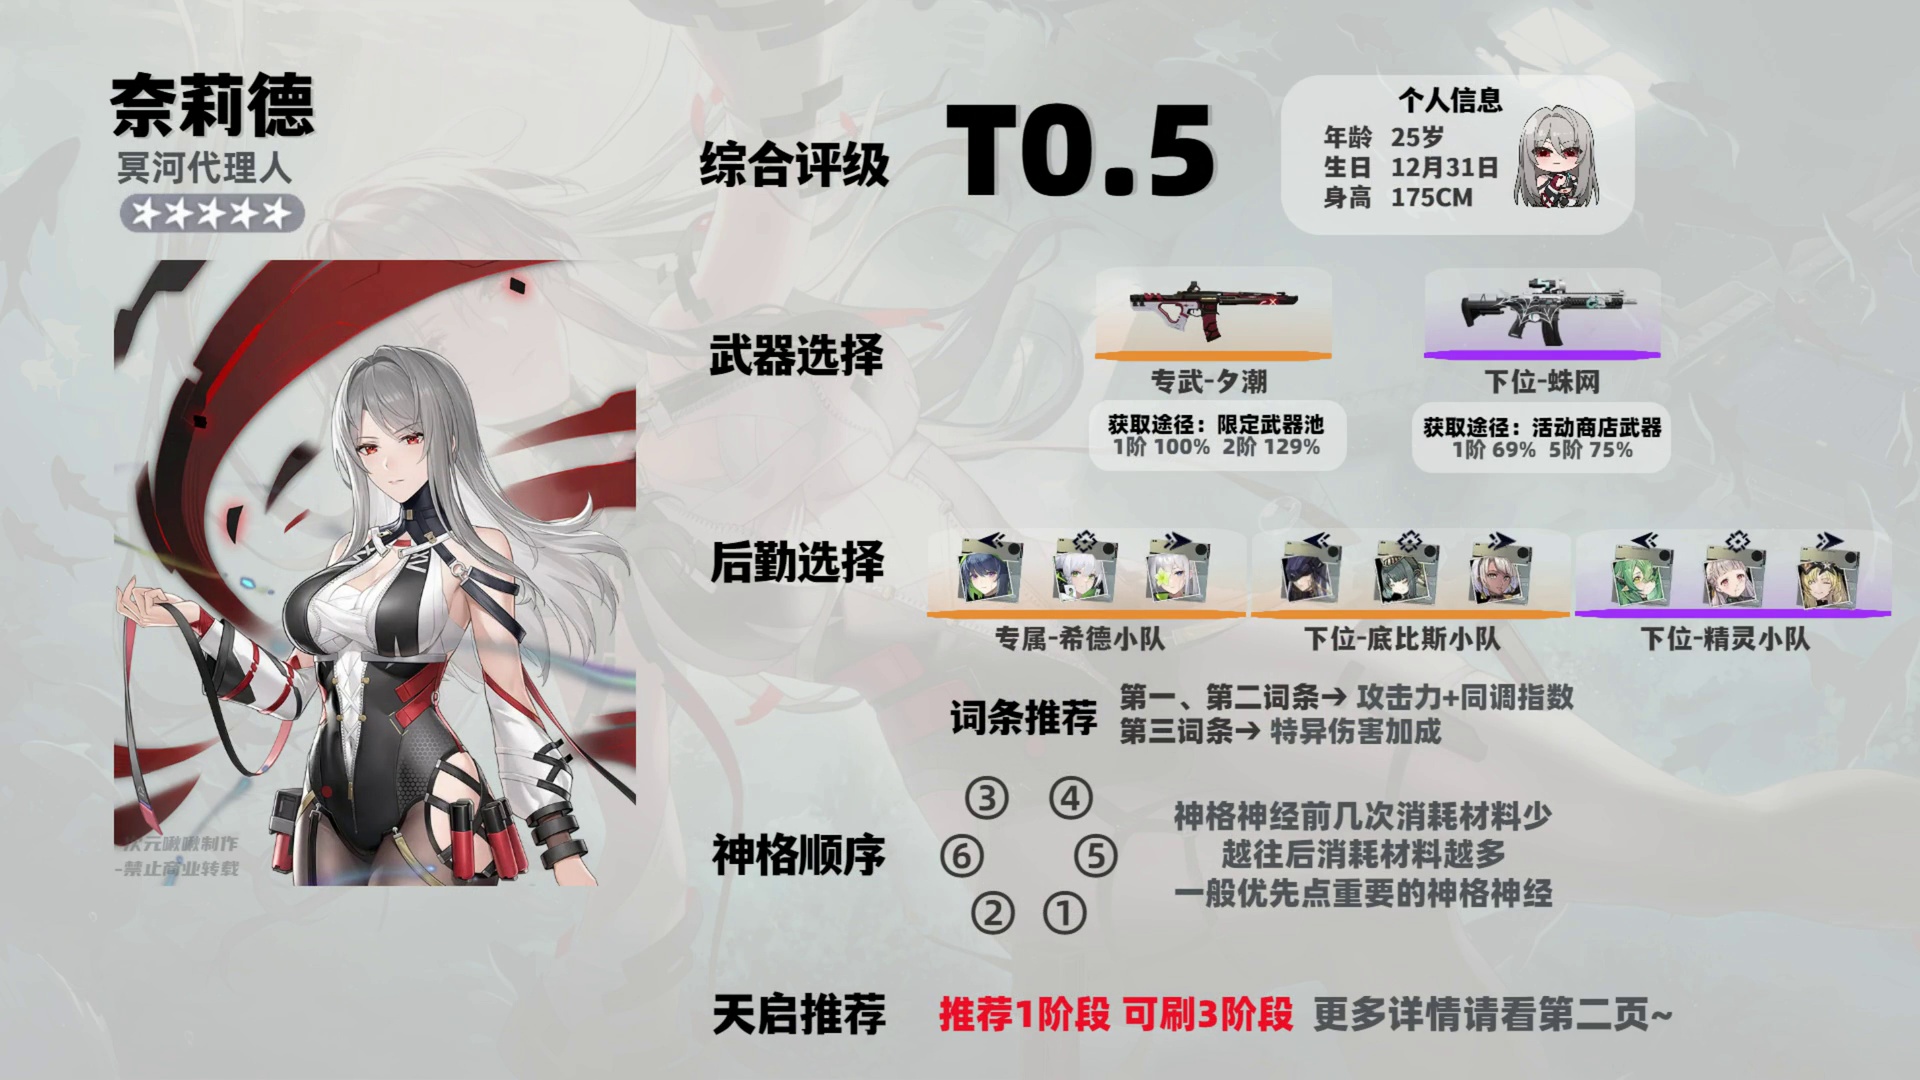 奈莉德
冥河代理人
综合评级
T0.5
个人信息
年龄 25岁
生日 12月31日
身高 175CM
武器选择
专武-夕潮
获取途径：限定武器池
1阶 100% 2阶 129%
下位-蛛网
获取途径：活动商店武器
1阶 69% 5阶 75%
后勤选择
专属-希德小队
下位-底比斯小队
下位-精灵小队
词条推荐
第一、第二词条→ 攻击力+同调指数
第三词条→ 特异伤害加成
神格顺序
③ ④
⑥ ⑤
② ①
神格神经前几次消耗材料少
越往后消耗材料越多
一般优先点重要的神格神经
天启推荐
推荐1阶段 可刷3阶段 更多详情请看第二页~
次元啾啾制作
-禁止商业转载